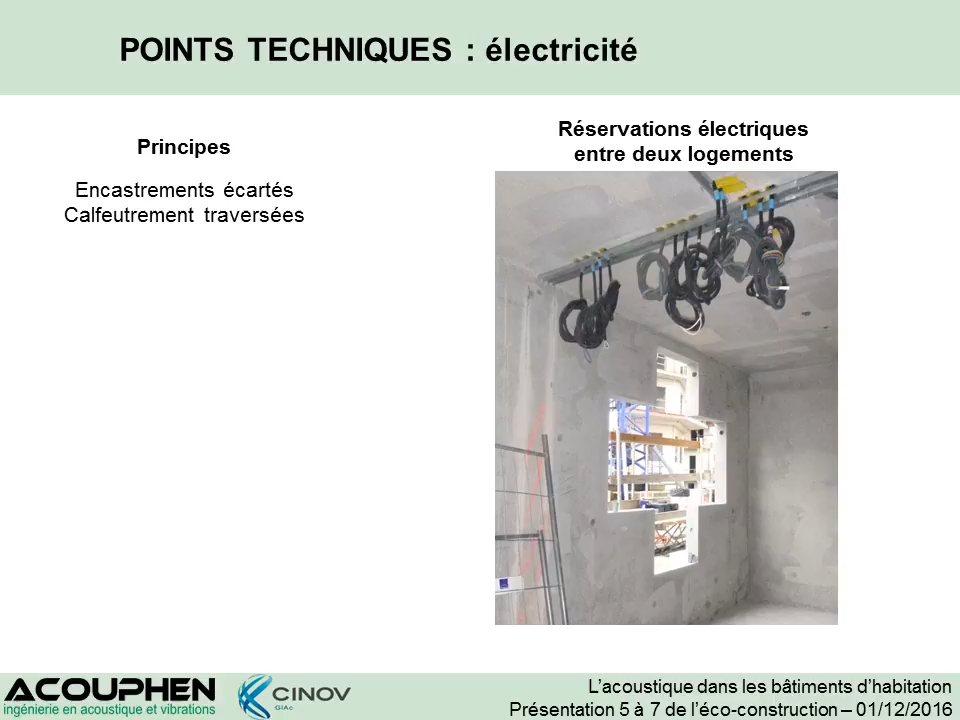 POINTS TECHNIQUES : électricité
Principes
Encastrements écartés
Calfeutrement traversées
Réservations électriques
entre deux logements
ACOUPHEN
ingénierie en acoustique et vibrations
CINOV
GIAc
L’acoustique dans les bâtiments d’habitation
Présentation 5 à 7 de l’éco-construction – 01/12/2016